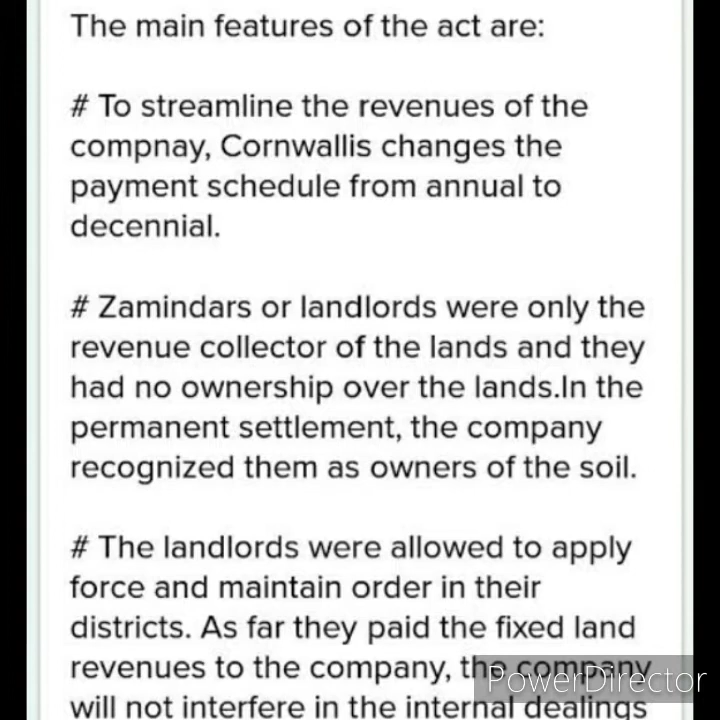 The main features of the act are:
# To streamline the revenues of the
compnay, Cornwallis changes the
payment schedule from annual to
decennial.
# Zamindars or landlords were only the
revenue collector of the lands and they
had no ownership over the lands.In the
permanent settlement, the company
recognized them as owners of the soil.
# The landlords were allowed to apply
force and maintain order in their
districts. As far they paid the fixed land
revenues to the company, the company
PowerDirector
will not interfere in the internal dealings